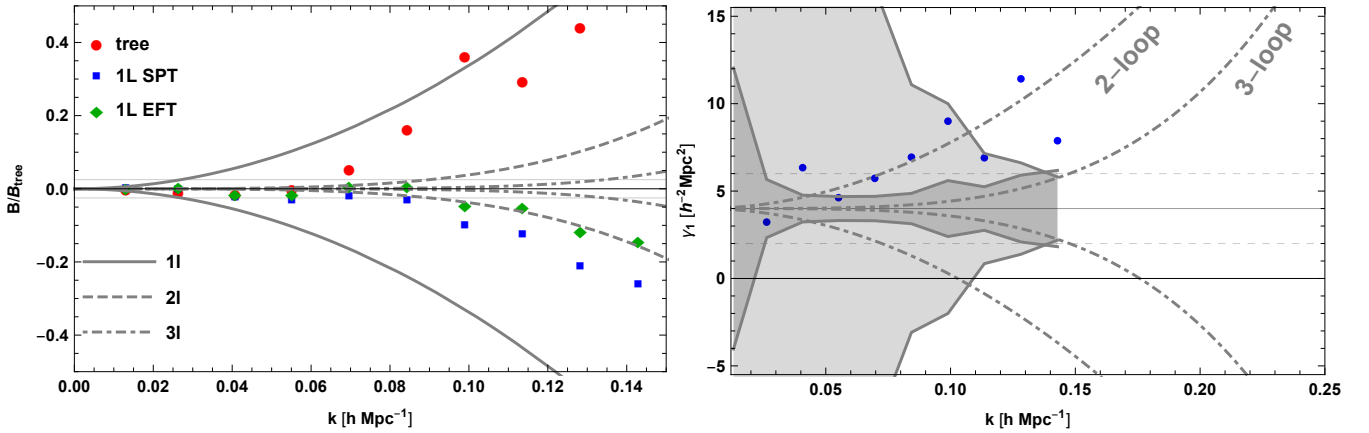 B/B_tree
0.4
0.2
0.0
−0.2
−0.4
tree
1L SPT
1L EFT
1l
2l
3l
0.00 0.02 0.04 0.06 0.08 0.10 0.12 0.14
k [h Mpc⁻¹]
γ₁ [h⁻²Mpc²]
15
10
5
0
−5
2−loop
3−loop
0.05 0.10 0.15 0.20 0.25
k [h Mpc⁻¹]